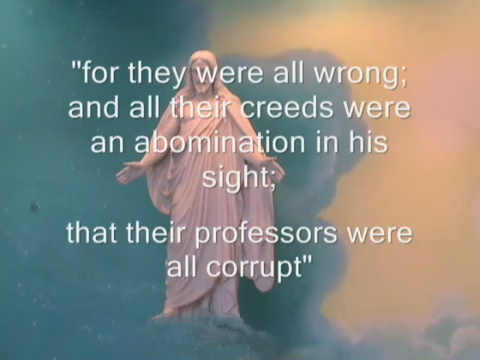 "for they were all wrong;
and all their creeds were
an abomination in his
sight;
that their professors were
all corrupt"